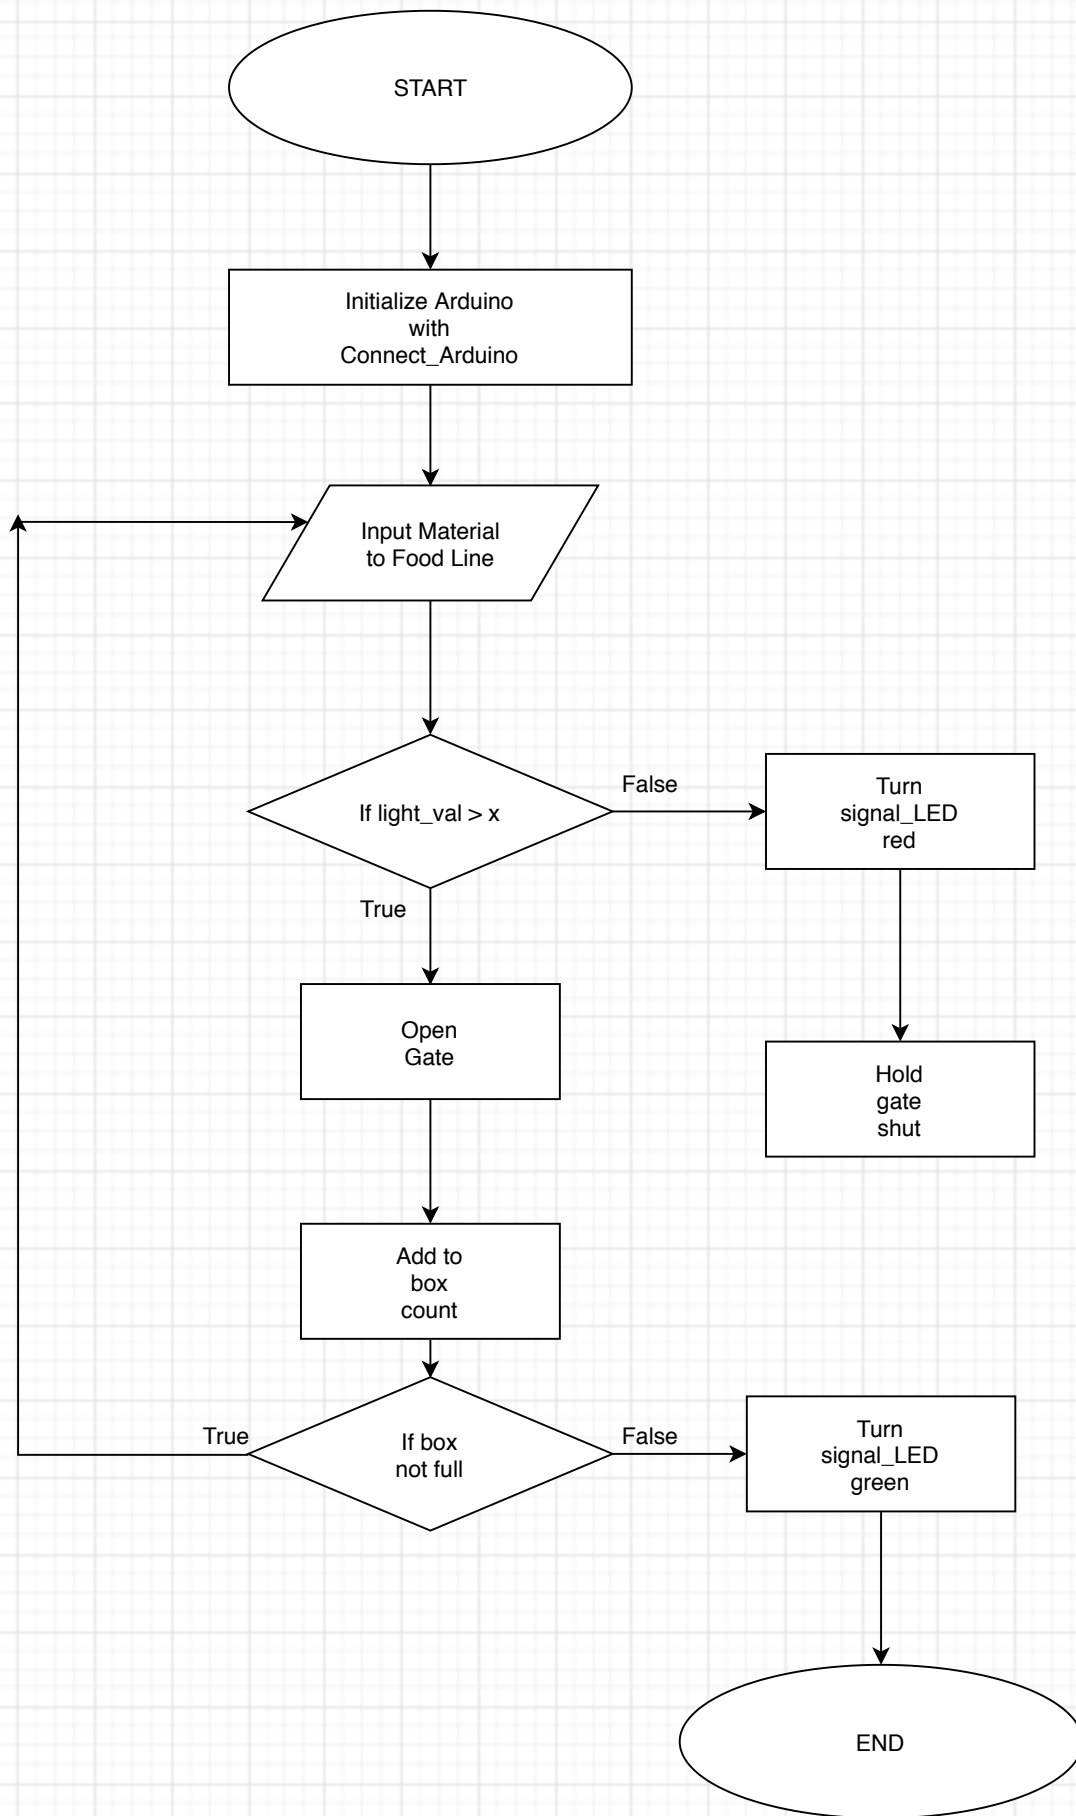 START
Initialize Arduino
with
Connect_Arduino
Input Material
to Food Line
If light_val > x
False
Turn
signal_LED
red
True
Open
Gate
Hold
gate
shut
Add to
box
count
True
If box
not full
False
Turn
signal_LED
green
END